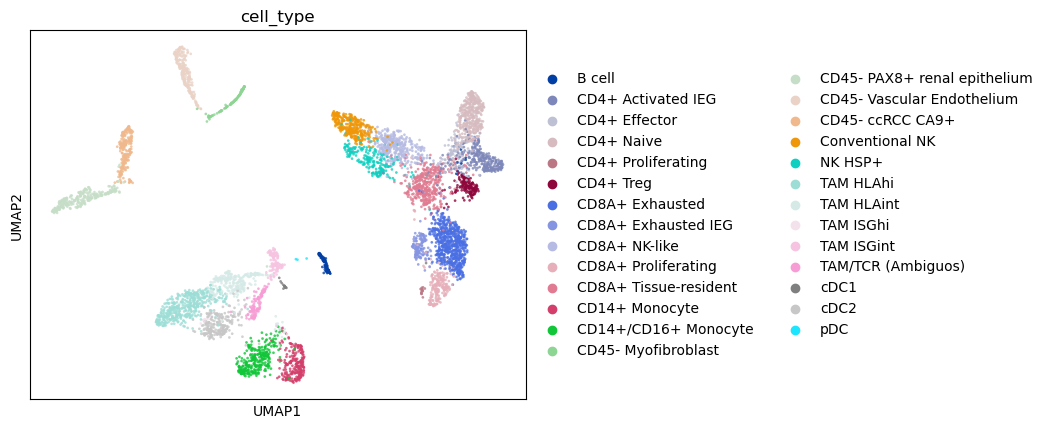 cell_type
UMAP2
UMAP1
B cell
CD4+ Activated IEG
CD4+ Effector
CD4+ Naive
CD4+ Proliferating
CD4+ Treg
CD8A+ Exhausted
CD8A+ Exhausted IEG
CD8A+ NK-like
CD8A+ Proliferating
CD8A+ Tissue-resident
CD14+ Monocyte
CD14+/CD16+ Monocyte
CD45- Myofibroblast
CD45- PAX8+ renal epithelium
CD45- Vascular Endothelium
CD45- ccRCC CA9+
Conventional NK
NK HSP+
TAM HLAhi
TAM HLAint
TAM ISGhi
TAM ISGint
TAM/TCR (Ambiguos)
cDC1
cDC2
pDC